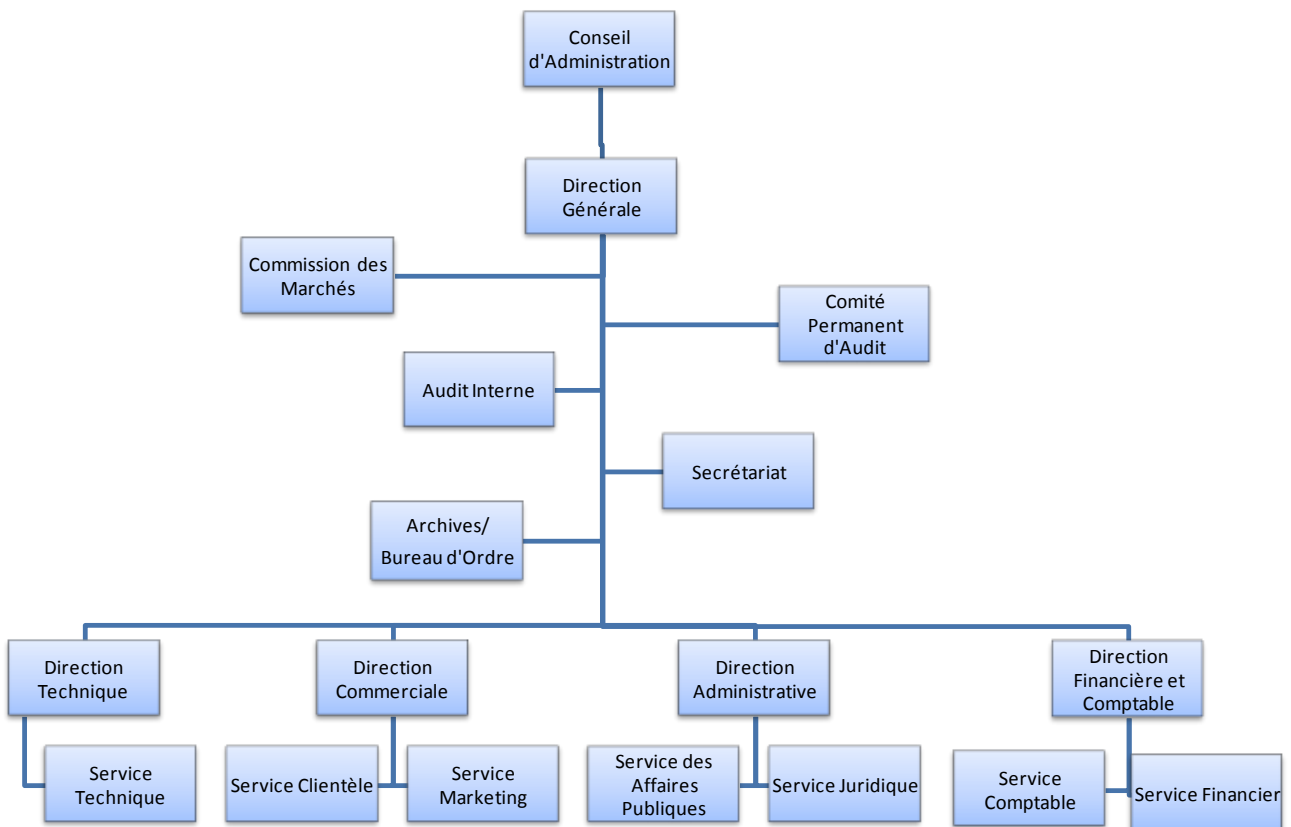 Conseil
d'Administration
Direction
Générale
Commission des
Marchés
Comité
Permanent
d'Audit
Audit Interne
Secrétariat
Archives/
Bureau d'Ordre
Direction
Technique
Direction
Commerciale
Direction
Administrative
Direction
Financière et
Comptable
Service
Technique
Service Clientèle
Service
Marketing
Service des
Affaires
Publiques
Service Juridique
Service
Comptable
Service Financier